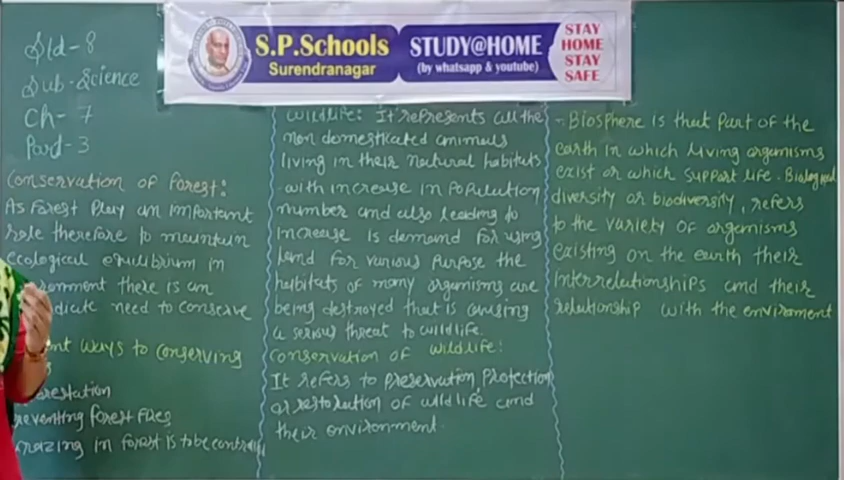 S.P.Schools
Surendranagar
STUDY@HOME
(by whatsapp & youtube)
STAY
HOME
STAY
SAFE
Std-8
Sub-Science
Ch-7
Part-3
Conservation of Forest:
As Forest Play an important
role therefore to maintain
ecological equilibrium in
there is an
need to conserve
ways to conserving
Preventing forest Fires
Grazing in forest is to be
Wildlife: It represents all the
non domesticated animals
living in their natural habitats
- with increase in Population
number and also leading to
increase is demand for using
land for various purpose the
habitats of many organisms are
being destroyed that is causing
a serious threat to wildlife.
Conservation of wildlife:
It refers to preservation, Protection
or restoration of wildlife and
their environment.
- Biosphere is that Part of the
earth in which living organisms
exist or which support life. Biological
diversity or biodiversity, refers
to the variety of organisms
existing on the earth their
interrelationships and their
relationship with the enviroment